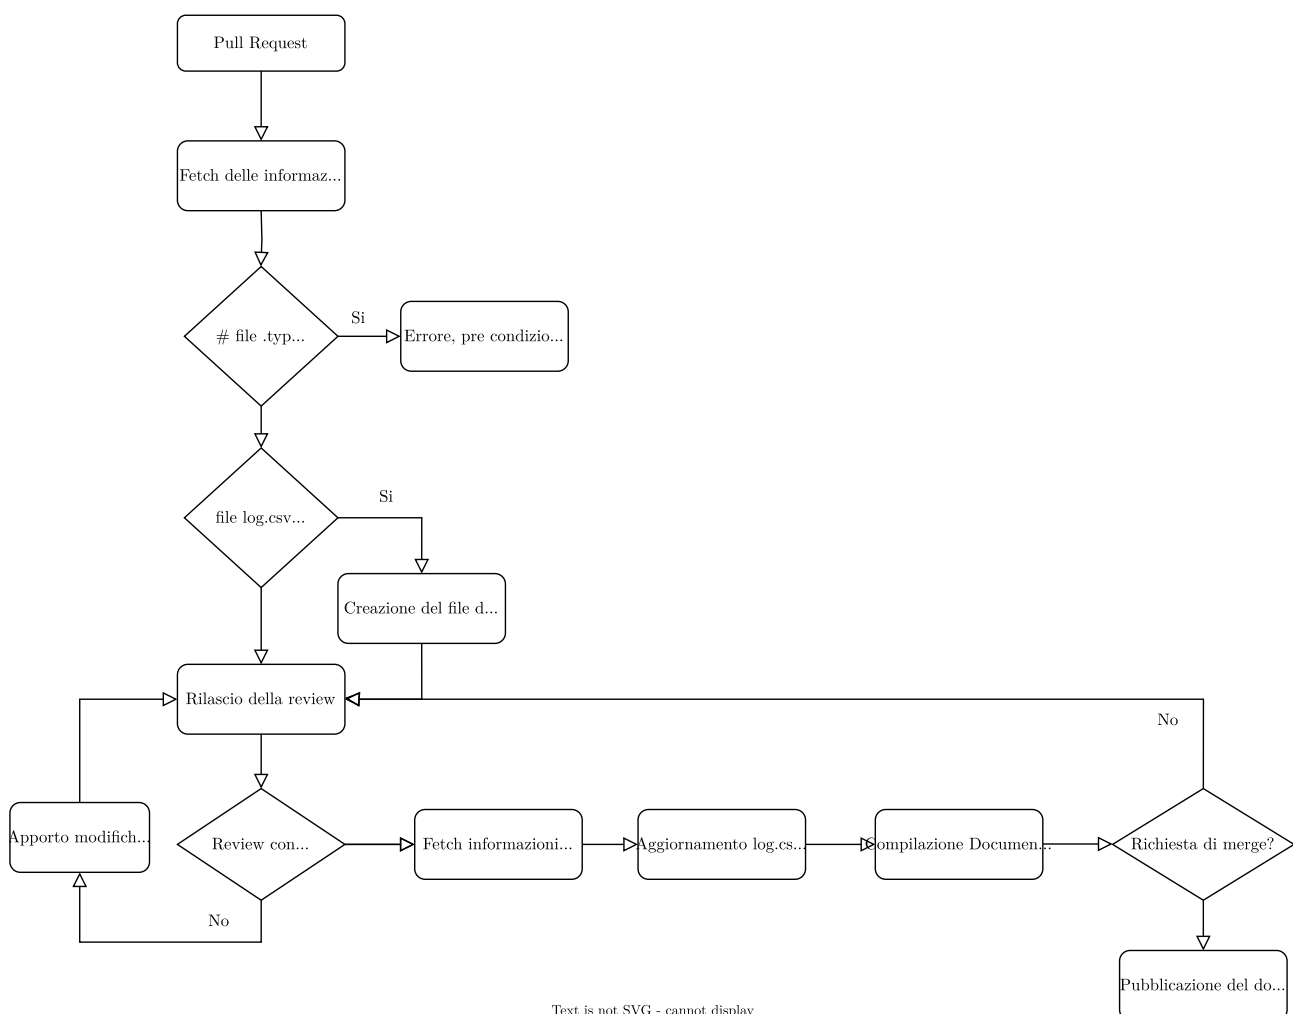 Pull Request
Fetch delle informaz...
# file .typ...
Si
Errore, pre condizio...
file log.csv...
Si
Creazione del file d...
Rilascio della review
No
Apporto modifich...
Review con...
Fetch informazioni...
Aggiornamento log.cs...
Compilazione Documen...
Richiesta di merge?
No
Pubblicazione del do...
Text is not SVG - cannot display